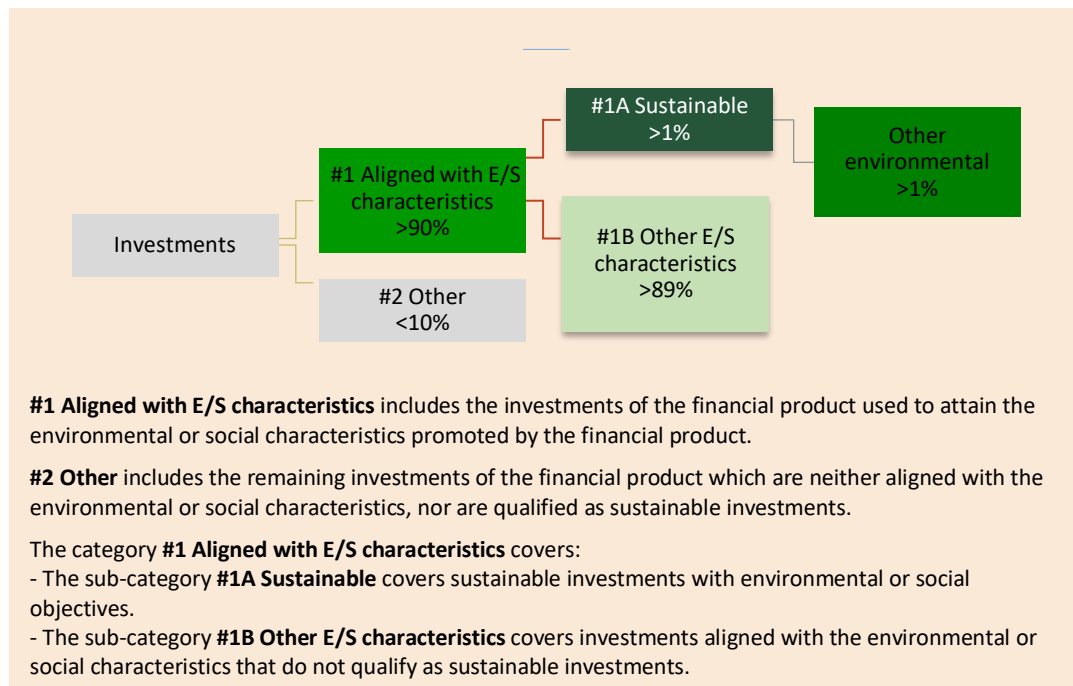 #1A Sustainable
>1%
Other
environmental
>1%
#1 Aligned with E/S
characteristics
>90%
Investments
#1B Other E/S
characteristics
>89%
#2 Other
<10%
#1 Aligned with E/S characteristics includes the investments of the financial product used to attain the
environmental or social characteristics promoted by the financial product.
#2 Other includes the remaining investments of the financial product which are neither aligned with the
environmental or social characteristics, nor are qualified as sustainable investments.
The category #1 Aligned with E/S characteristics covers:
- The sub-category #1A Sustainable covers sustainable investments with environmental or social
objectives.
- The sub-category #1B Other E/S characteristics covers investments aligned with the environmental or
social characteristics that do not qualify as sustainable investments.